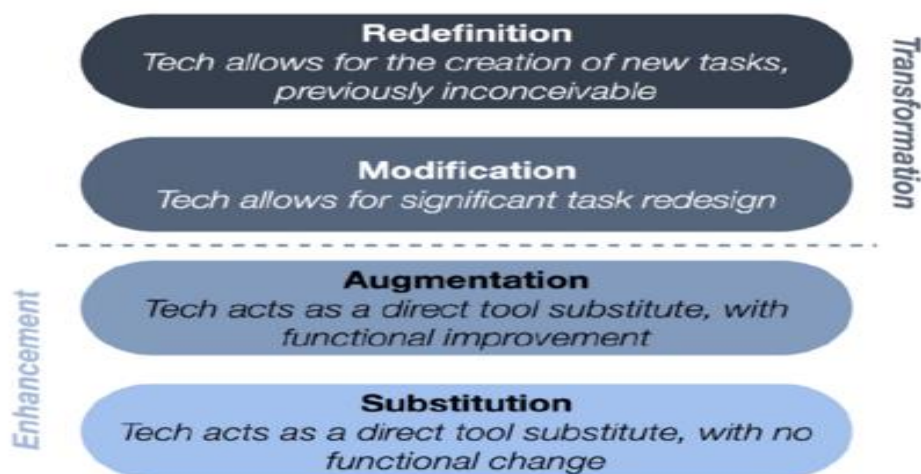 Redefinition
Tech allows for the creation of new tasks,
previously inconceivable
Modification
Tech allows for significant task redesign
Transformation
Augmentation
Tech acts as a direct tool substitute, with
functional improvement
Substitution
Tech acts as a direct tool substitute, with no
functional change
Enhancement